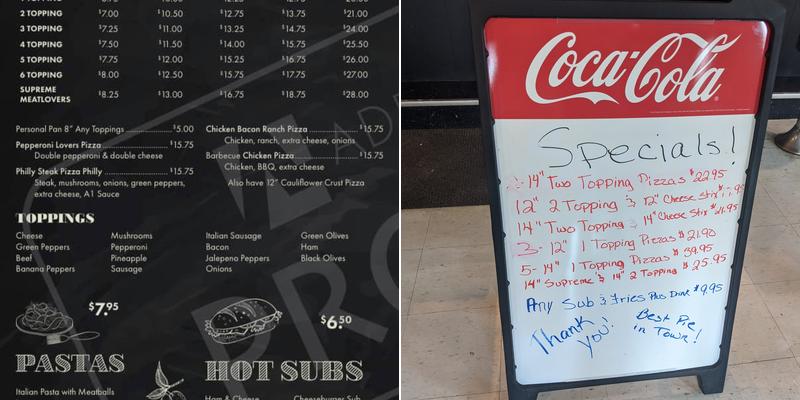 2 TOPPING $7.00 $10.50 $12.75 $13.75 $21.00
3 TOPPING $7.25 $11.00 $13.25 $14.75 $24.00
4 TOPPING $7.50 $11.50 $14.00 $15.75 $25.50
5 TOPPING $7.75 $12.00 $15.25 $16.75 $26.00
6 TOPPING $8.00 $12.50 $15.75 $17.75 $27.00
SUPREME
MEATLOVERS $8.25 $13.00 $16.75 $18.75 $28.00
Personal Pan 8" Any Toppings $5.00
Pepperoni Lovers Pizza $15.75
Double pepperoni & double cheese
Philly Steak Pizza Philly $15.75
Steak, mushrooms, onions, green peppers,
extra cheese, A1 Sauce
Chicken Bacon Ranch Pizza $15.75
Chicken, ranch, extra cheese, onions
Barbecue Chicken Pizza $15.75
Chicken, BBQ, extra cheese
Also have 12" Cauliflower Crust Pizza
TOPPINGS
Cheese Mushrooms Italian Sausage Green Olives
Green Peppers Pepperoni Bacon Ham
Beef Pineapple Jalapeno Peppers Black Olives
Banana Peppers Sausage Onions
$7.95
PASTAS
Italian Pasta with Meatballs
$6.50
HOT SUBS
Ham & Cheese Cheeseburger Sub
Coca-Cola
Specials!
14" Two Topping Pizzas $22.95
12" 2 Topping & 12" Cheese Stix
14" Two Topping & 14" Cheese Stix $21.95
3- 12" 1 Topping Pizzas $21.90
5- 14" 1 Topping Pizzas $39.95
14" Supreme & 14" 2 Topping $25.95
Any Sub & Fries Plus Drink $9.95
Thank you!
Best Pie
in Town!